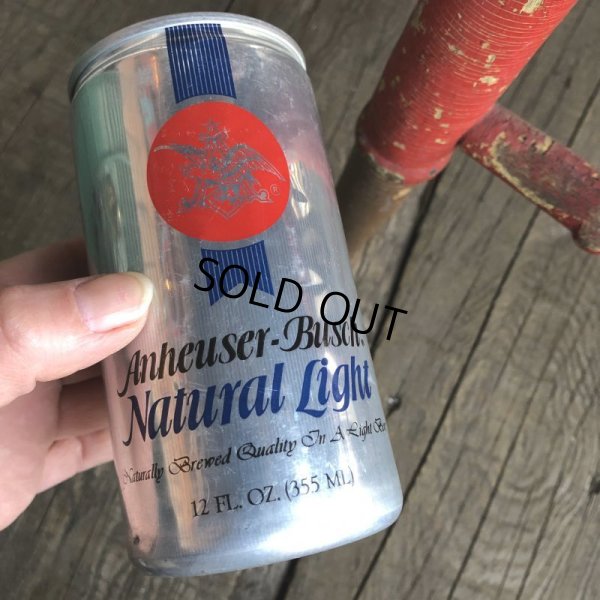 ®
SOLD OUT
Anheuser-Busch.
Natural Light
Naturally Brewed Quality In A Light Beer
12 FL. OZ. (355 ML)